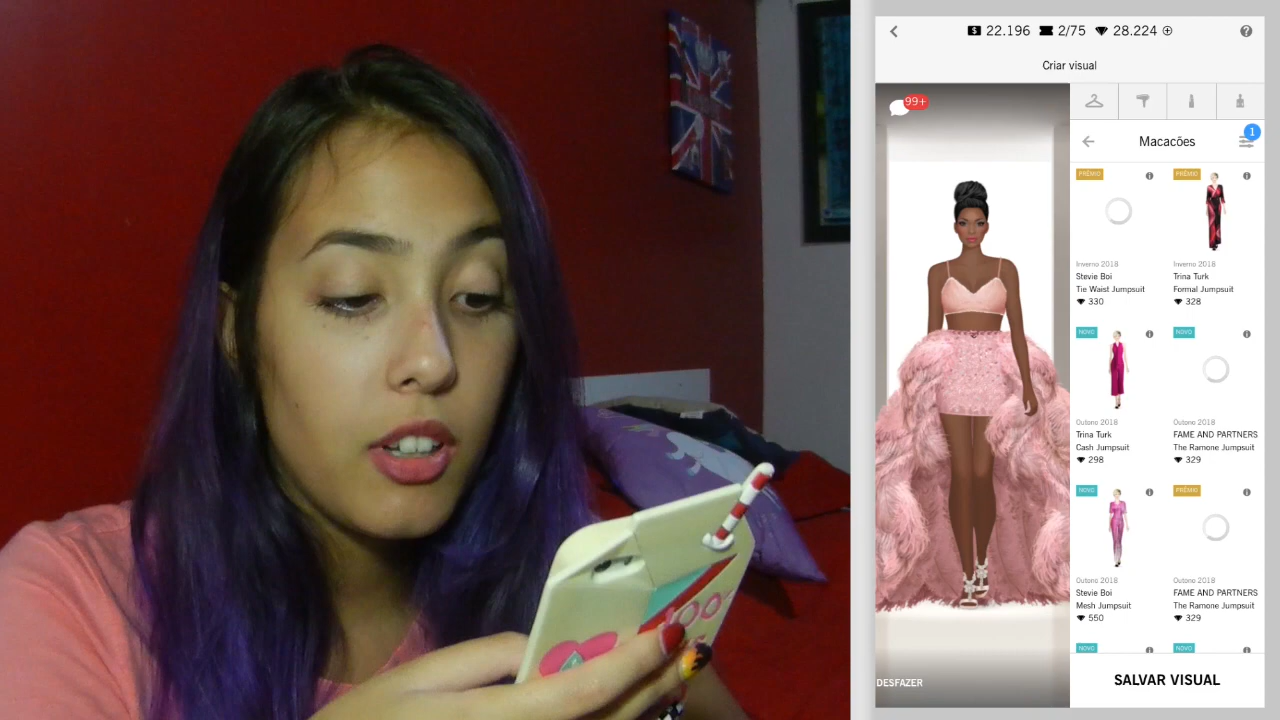 22.196 2/75 28.224
Criar visual
99+
Macacões
1
PRÊMIO
PRÊMIO
Inverno 2018
Stevie Boi
Tie Waist Jumpsuit
330
Inverno 2018
Trina Turk
Formal Jumpsuit
328
NOVO
NOVO
Outono 2018
Trina Turk
Cash Jumpsuit
298
Outono 2018
FAME AND PARTNERS
The Ramone Jumpsuit
329
NOVO
PRÊMIO
Outono 2018
Stevie Boi
Mesh Jumpsuit
550
Outono 2018
FAME AND PARTNERS
The Ramone Jumpsuit
329
NOVO
NOVO
DESFAZER
SALVAR VISUAL